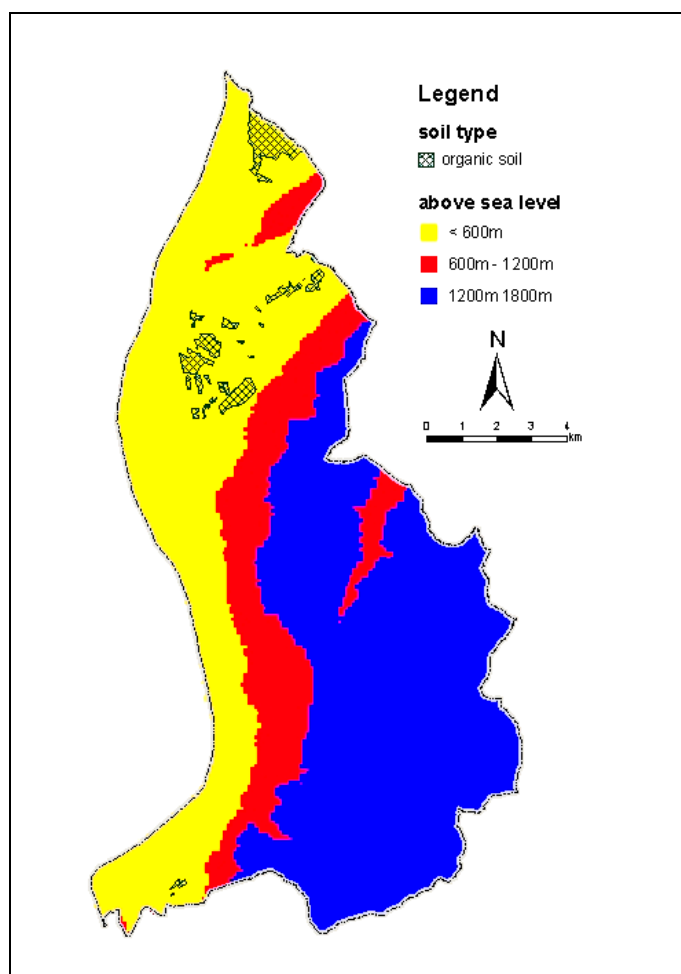 Legend
soil type
organic soil
above sea level
< 600m
600m - 1200m
1200m 1800m
N
0 1 2 3 4
km